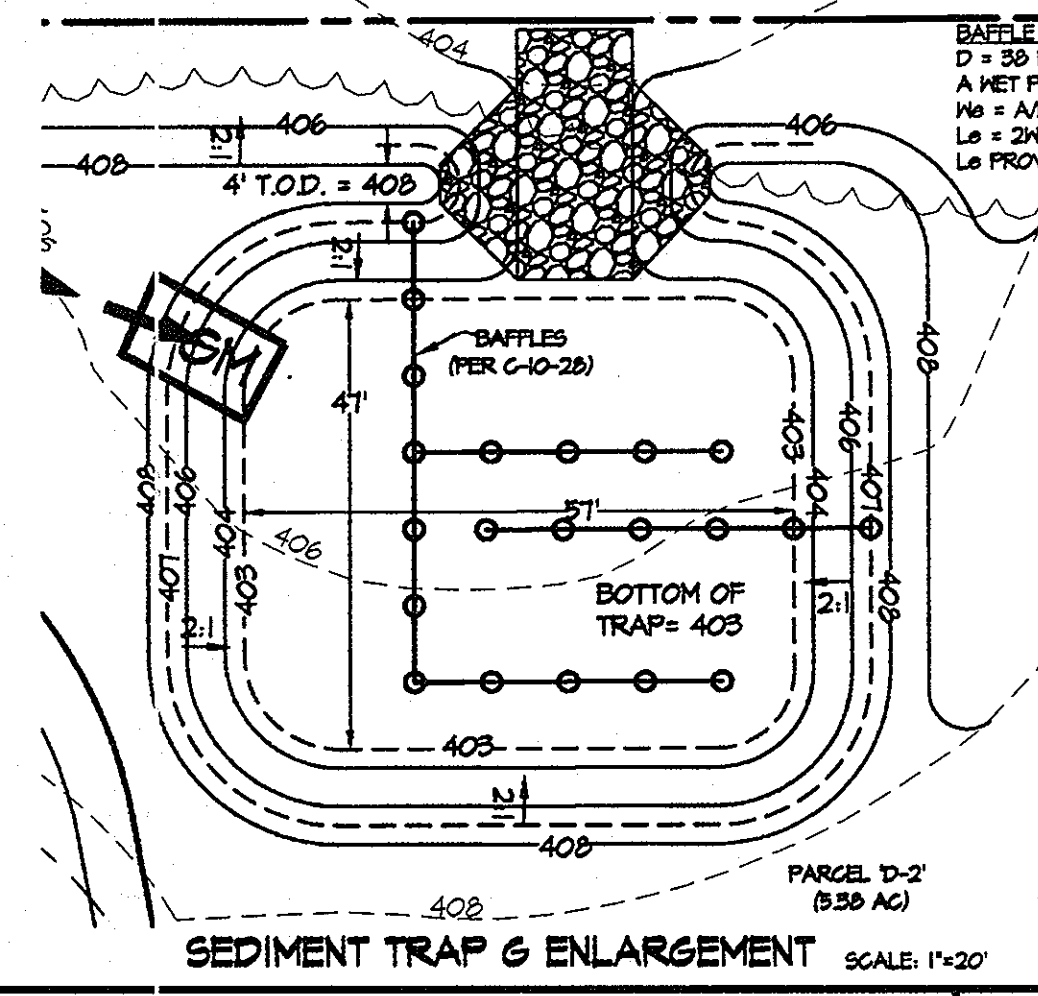 404
BAFFLE
D = 38
A WET P
We = A/
Le = 2W
Le PROV
406
406
2:1
408
4' T.O.D. = 408
2:1
BAFFLES
(PER C-10-28)
GM
408
47'
403
406
408
406
404
407
57'
404
406
407
403
BOTTOM OF
TRAP= 403
2:1
408
2:1
403
2:1
408
PARCEL 'D-2'
(5.38 AC)
408
SEDIMENT TRAP G ENLARGEMENT SCALE: 1"=20'